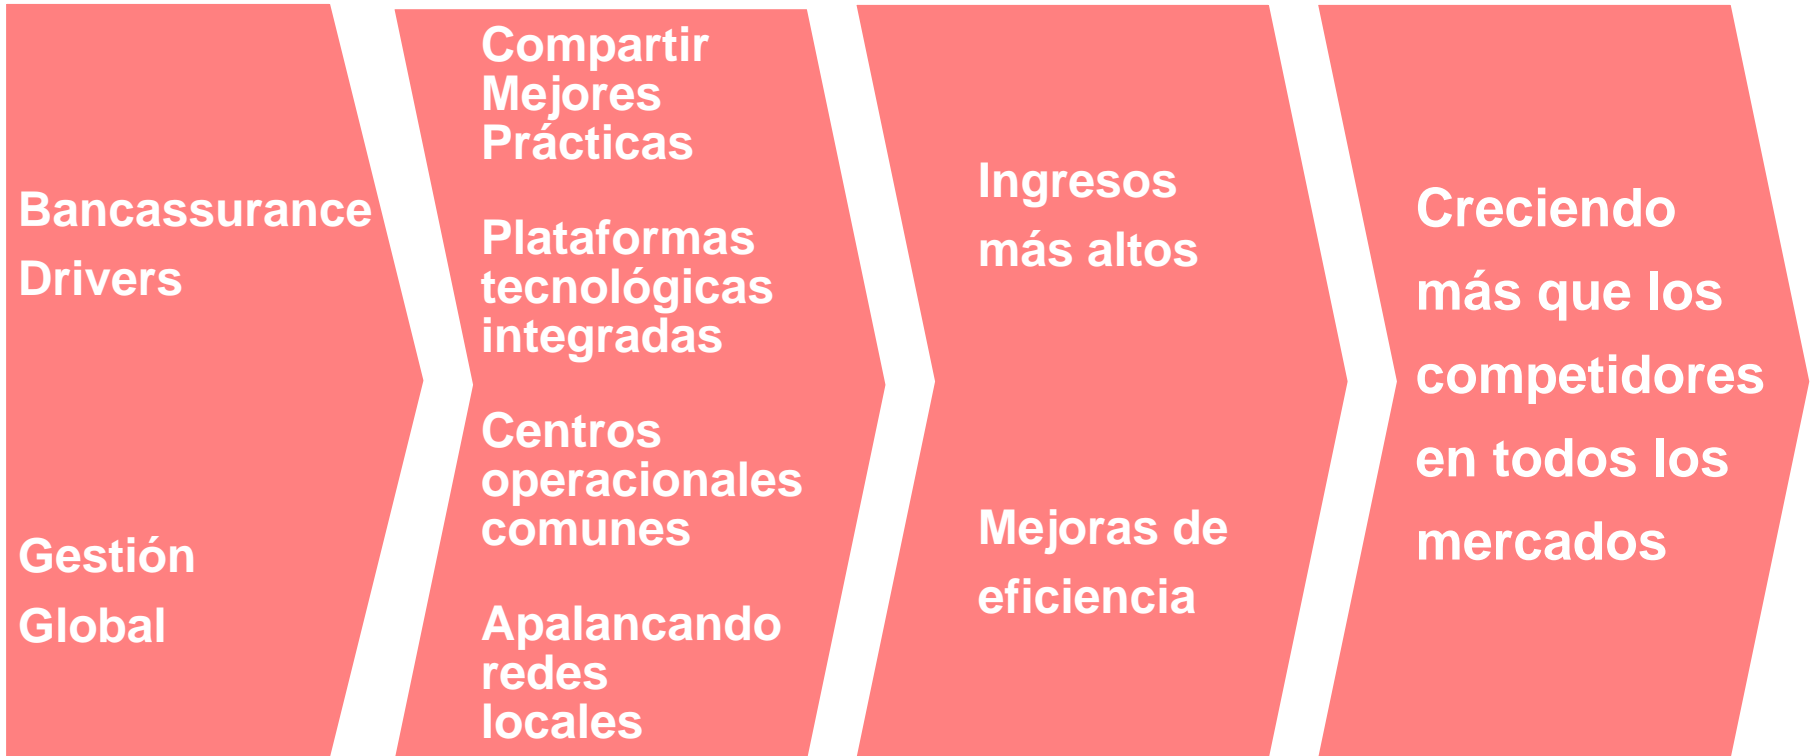 Bancassurance
Drivers
Gestión
Global
Compartir
Mejores
Prácticas
Plataformas
tecnológicas
integradas
Centros
operacionales
comunes
Apalancando
redes
locales
Ingresos
más altos
Mejoras de
eficiencia
Creciendo
más que los
competidores
en todos los
mercados